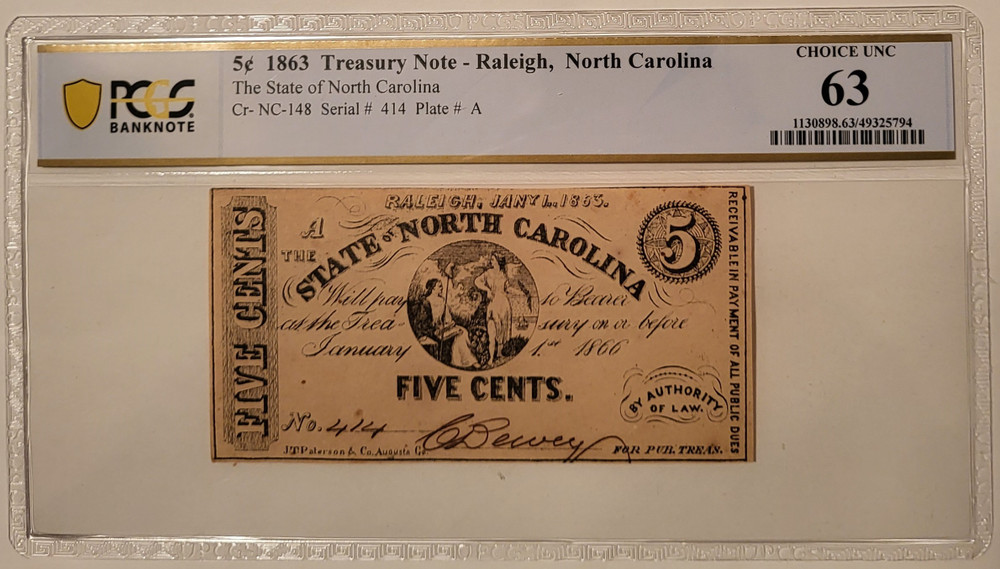 PCGS
BANKNOTE
5¢ 1863 Treasury Note - Raleigh, North Carolina
The State of North Carolina
Cr- NC-148 Serial # 414 Plate # A
CHOICE UNC
63
1130898.63/49325794
FIVE CENTS
RALEIGH, JANY 1., 1863.
A
THE
STATE OF NORTH CAROLINA
5
Will pay to Bearer
at the Treasury on or before
January 1.st 1866
FIVE CENTS.
BY AUTHORITY
OF LAW.
No. 414
C Dewey
J.T. Paterson & Co. Augusta Ga
FOR PUB. TREAS.
RECEIVABLE IN PAYMENT OF ALL PUBLIC DUES